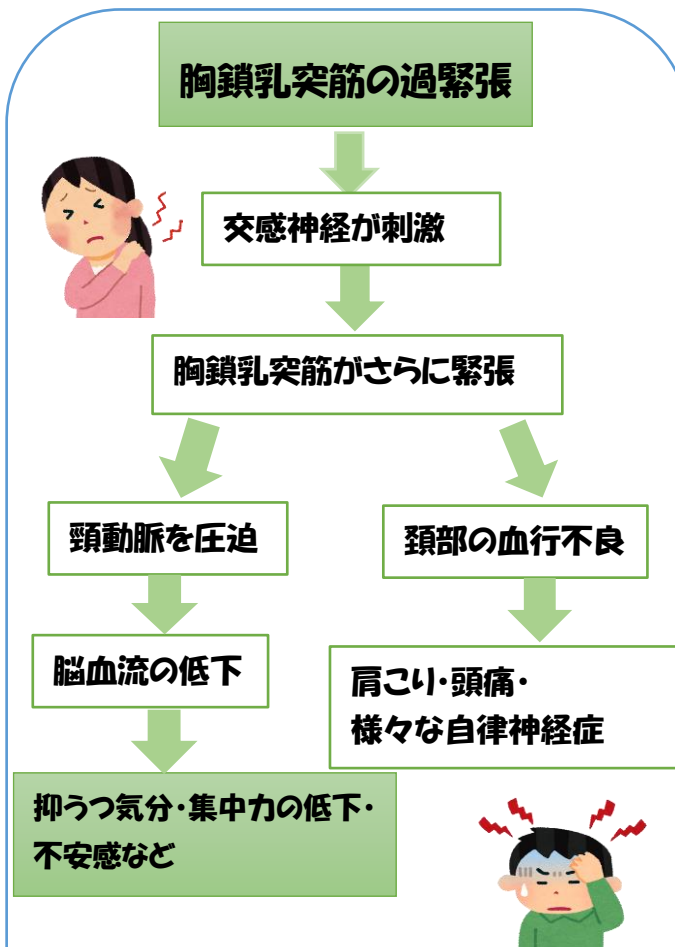 胸鎖乳突筋の過緊張
交感神経が刺激
胸鎖乳突筋がさらに緊張
頸動脈を圧迫
脳血流の低下
抑うつ気分・集中力の低下・
不安感など
頚部の血行不良
肩こり・頭痛・
様々な自律神経症